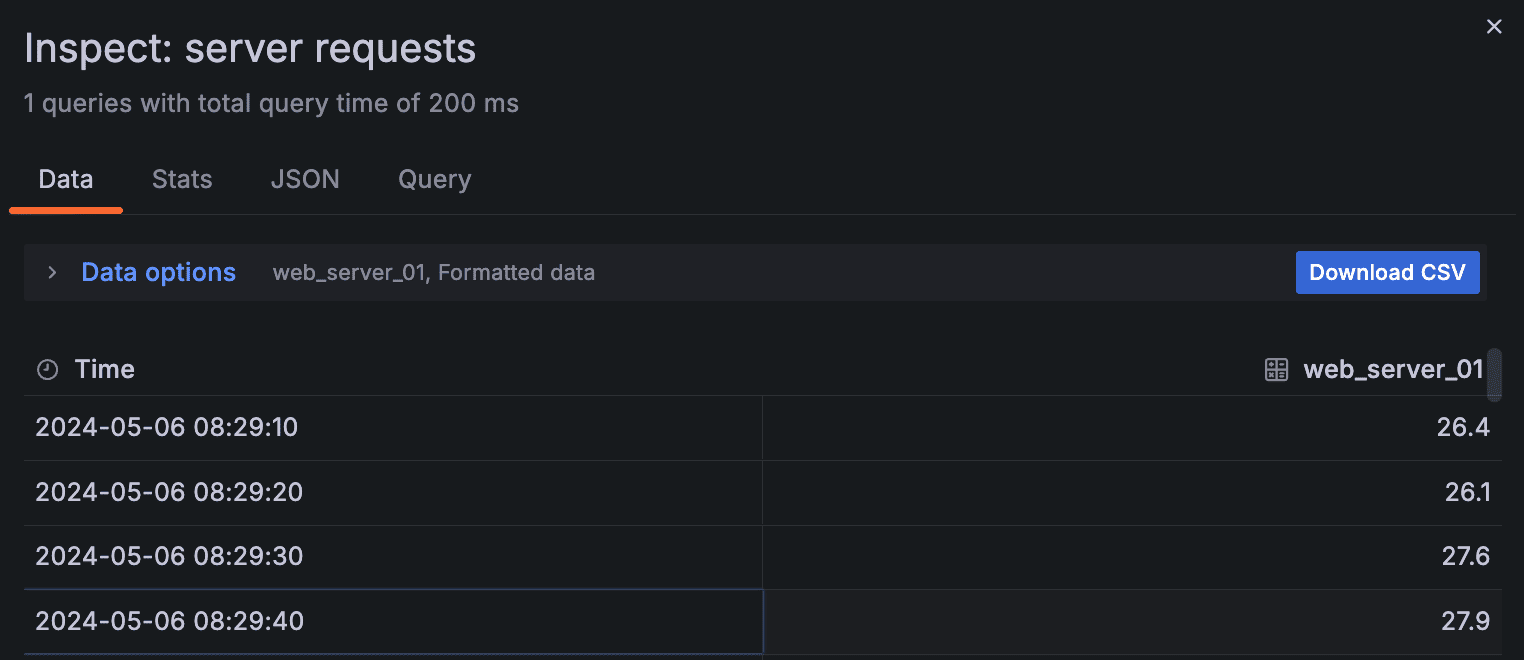 Inspect: server requests
1 queries with total query time of 200 ms
Data Stats JSON Query
Data options web_server_01, Formatted data Download CSV
Time web_server_01
2024-05-06 08:29:10 26.4
2024-05-06 08:29:20 26.1
2024-05-06 08:29:30 27.6
2024-05-06 08:29:40 27.9